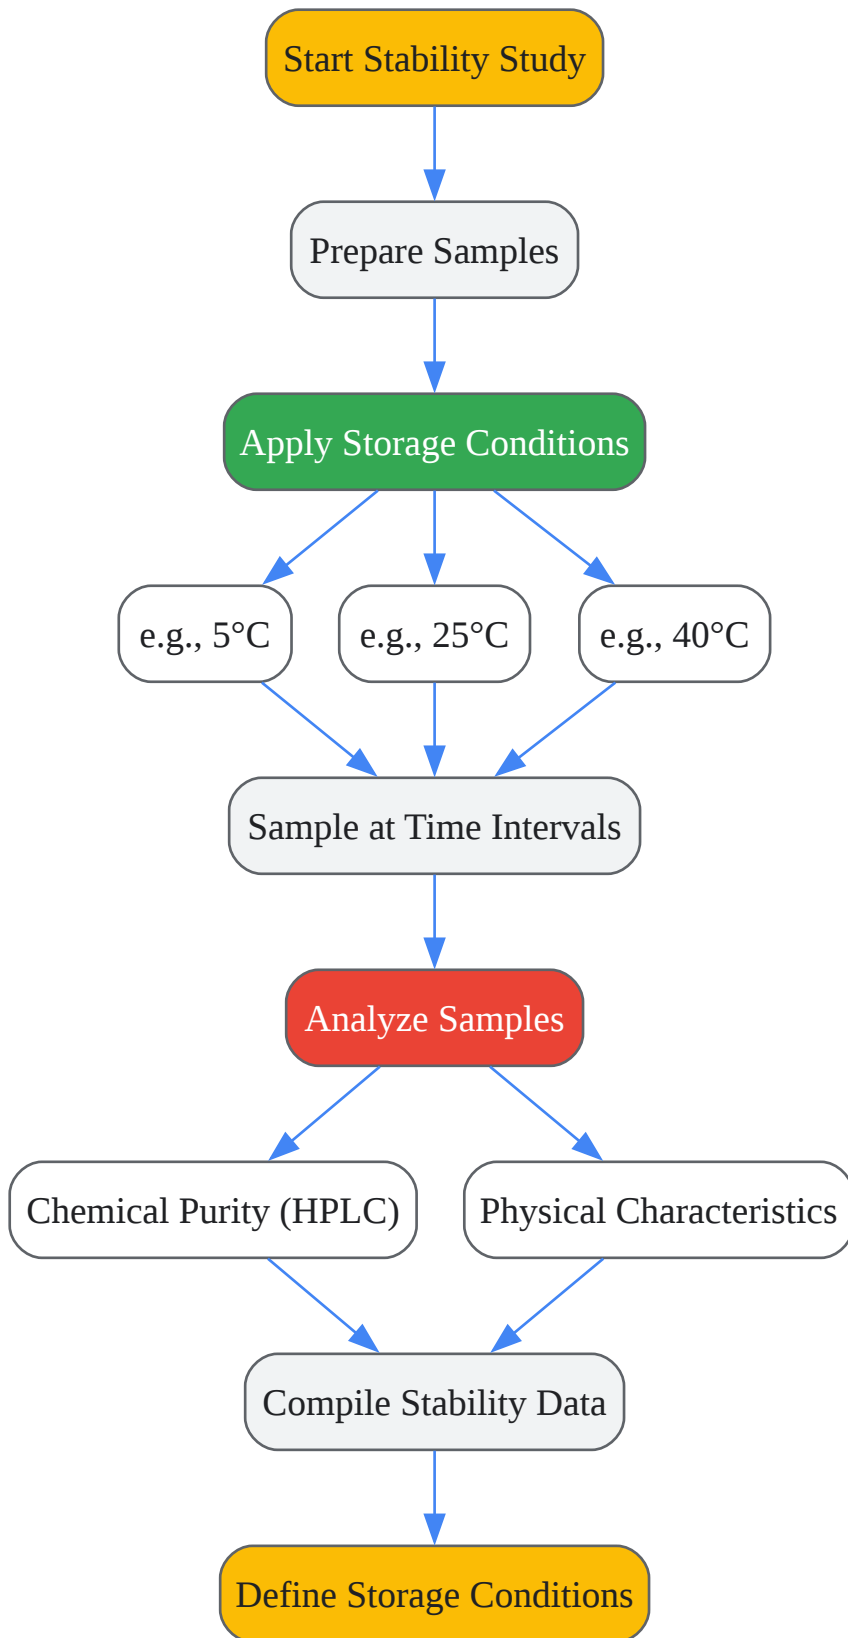 Start Stability Study
Prepare Samples
Apply Storage Conditions
e.g., 5°C
e.g., 25°C
e.g., 40°C
Sample at Time Intervals
Analyze Samples
Chemical Purity (HPLC)
Physical Characteristics
Compile Stability Data
Define Storage Conditions